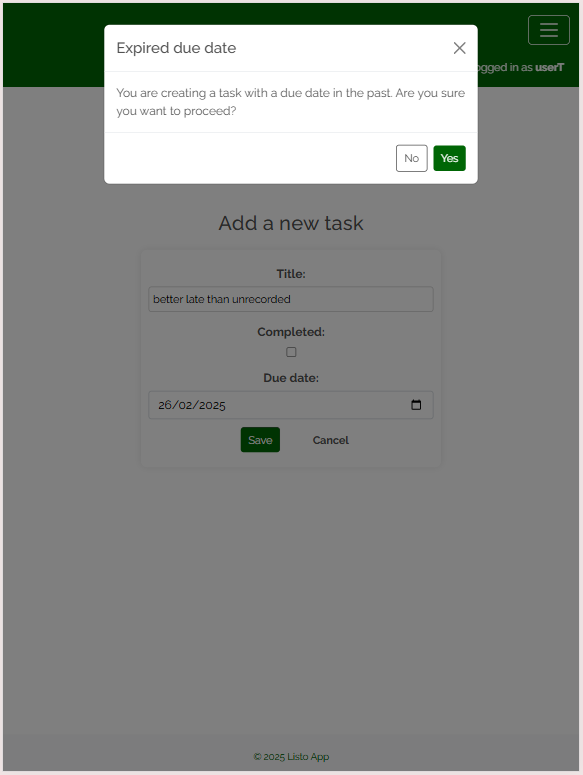 Expired due date
logged in as userT
You are creating a task with a due date in the past. Are you sure
you want to proceed?
No
Yes
Add a new task
Title:
better late than unrecorded
Completed:
Due date:
26/02/2025
Save
Cancel
© 2025 Listo App